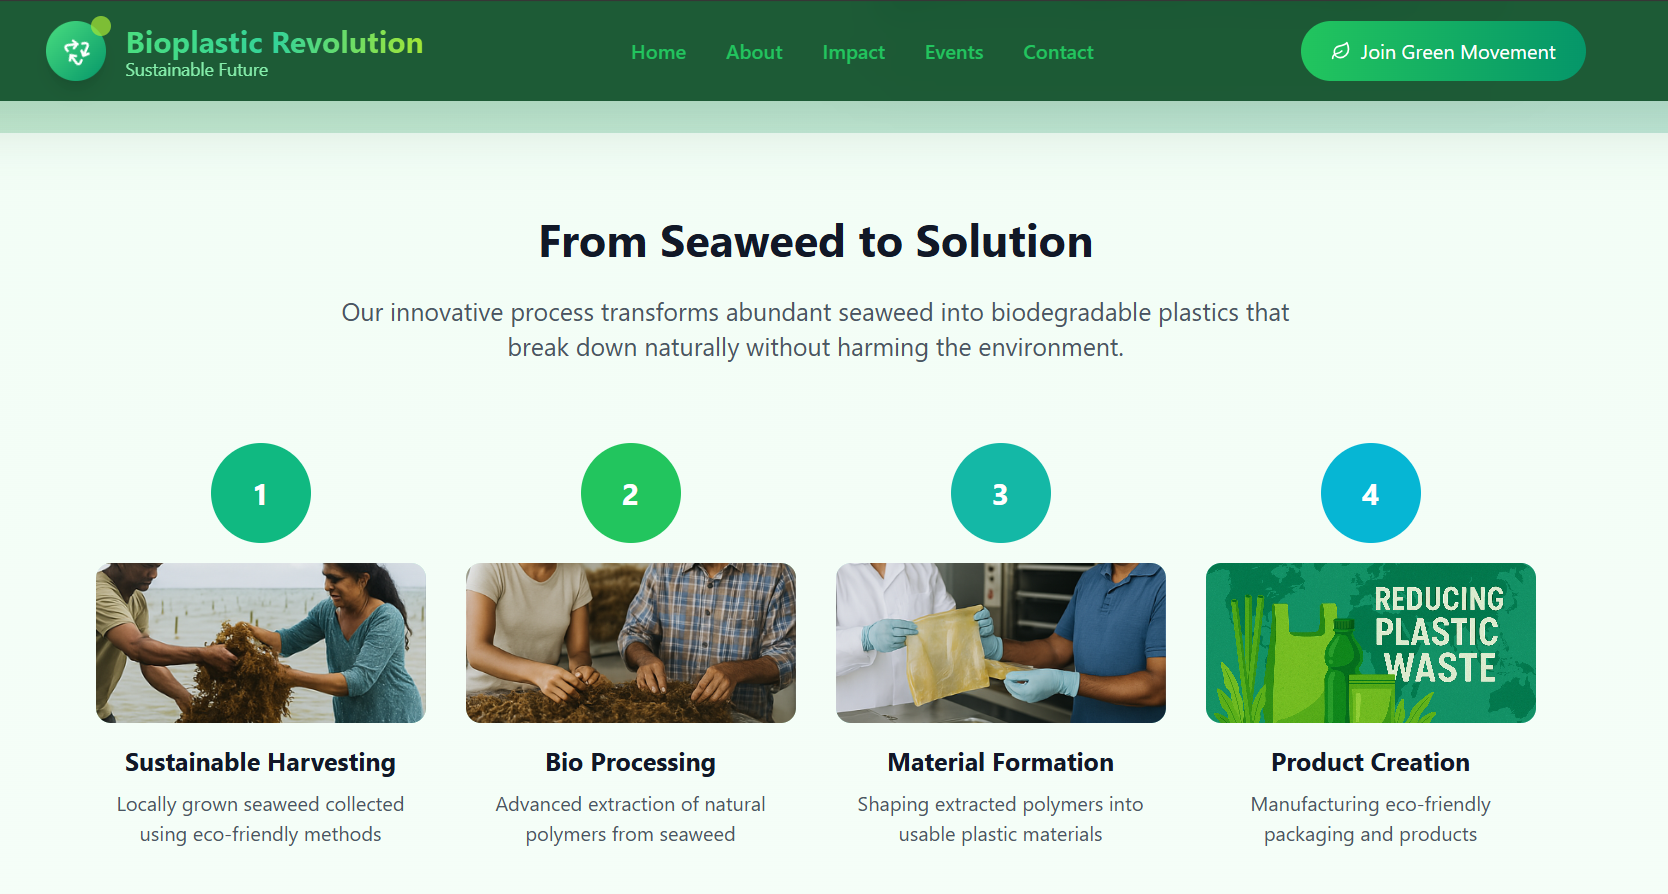 Bioplastic Revolution
Sustainable Future
Home
About
Impact
Events
Contact
Join Green Movement
From Seaweed to Solution
Our innovative process transforms abundant seaweed into biodegradable plastics that
break down naturally without harming the environment.
1
2
3
4
REDUCING
PLASTIC
WASTE
Sustainable Harvesting
Locally grown seaweed collected
using eco-friendly methods
Bio Processing
Advanced extraction of natural
polymers from seaweed
Material Formation
Shaping extracted polymers into
usable plastic materials
Product Creation
Manufacturing eco-friendly
packaging and products